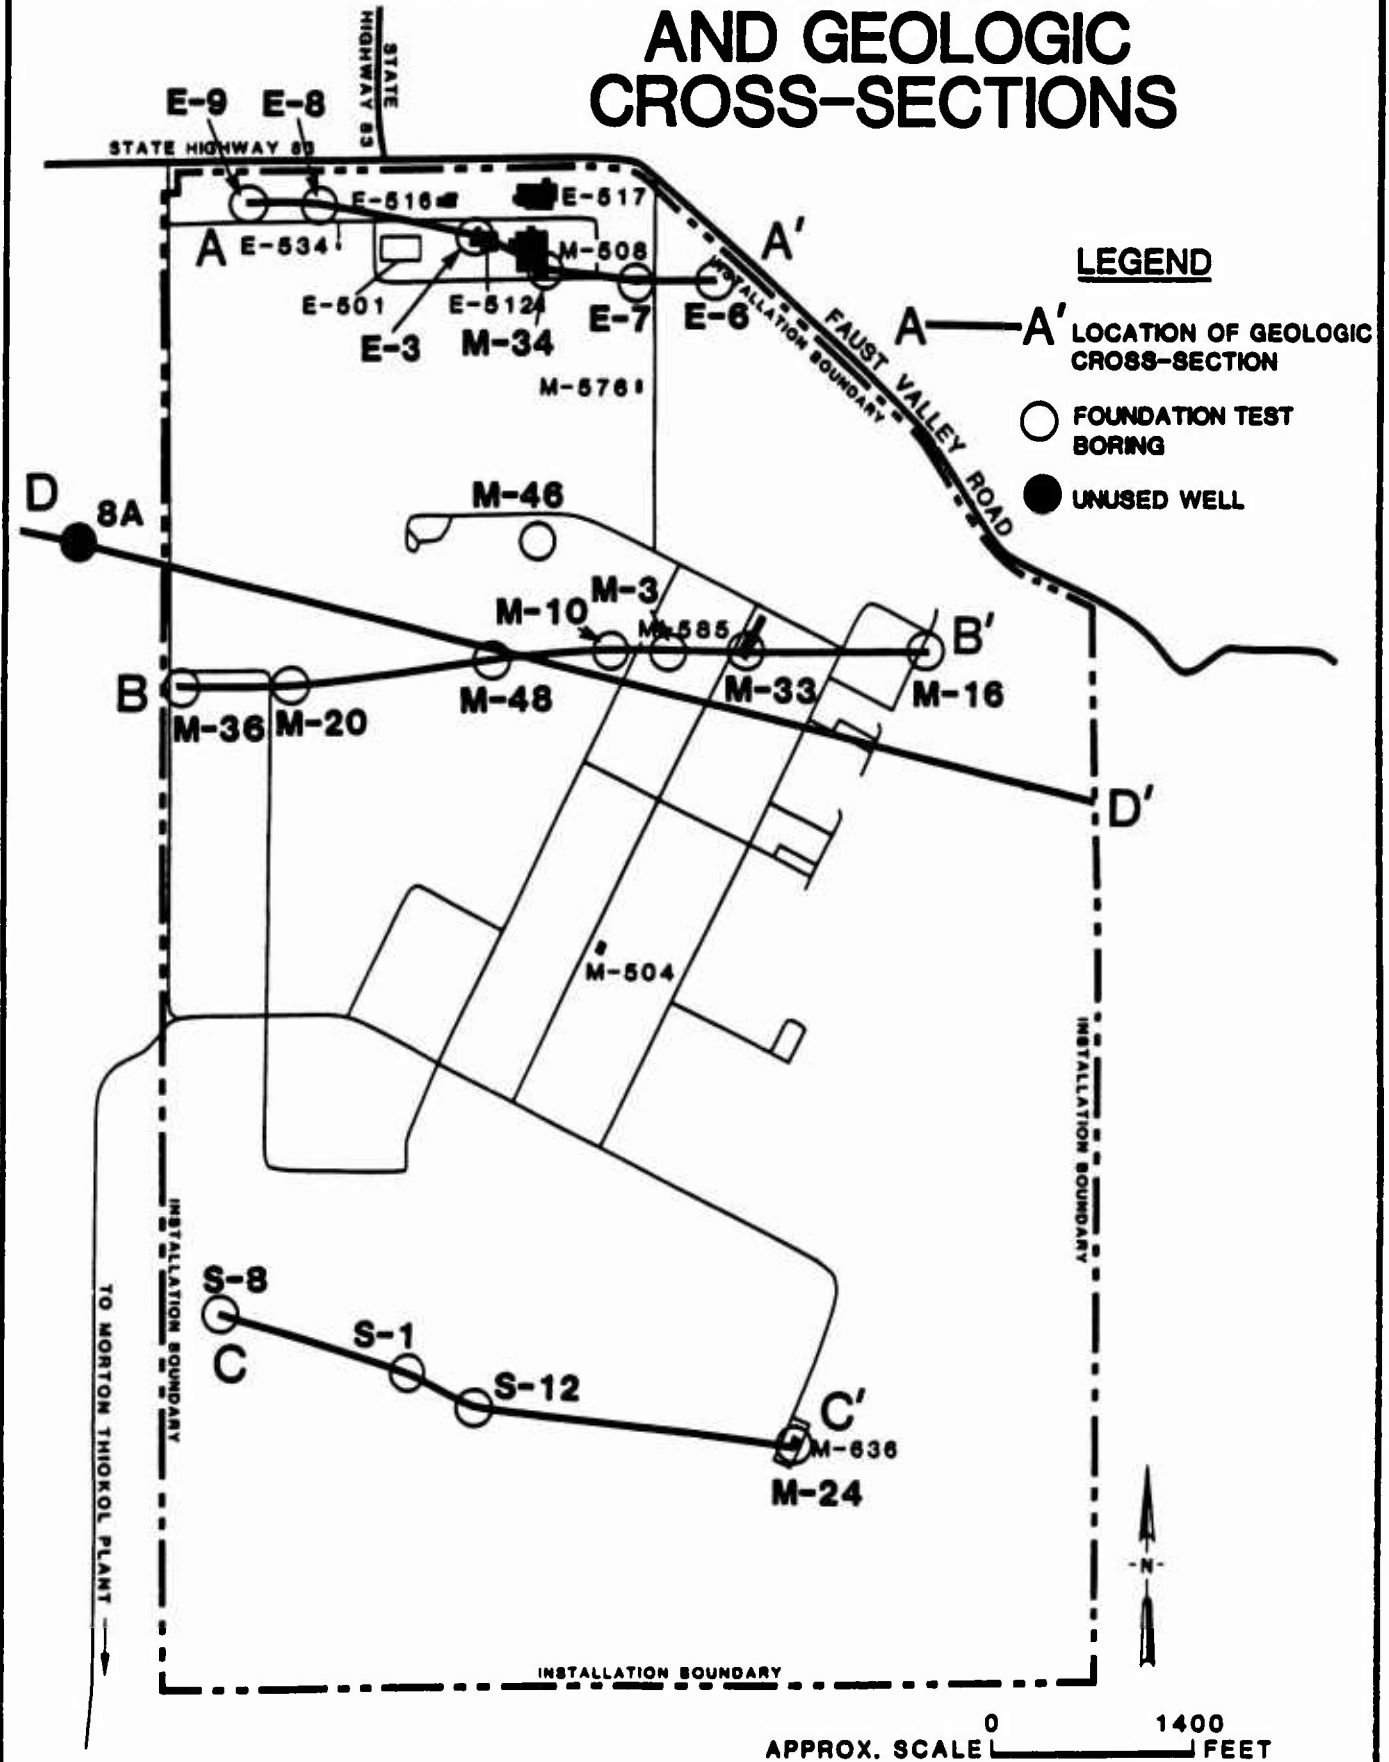 AND GEOLOGIC
CROSS-SECTIONS
STATE
HIGHWAY 83
E-9
E-8
STATE HIGHWAY 83
E-516
E-517
A
E-534
M-508
A'
E-501
E-512
E-7
E-6
E-3
M-34
INSTALLATION BOUNDARY
FAUST VALLEY ROAD
M-576
LEGEND
A
A'
LOCATION OF GEOLOGIC
CROSS-SECTION
FOUNDATION TEST
BORING
UNUSED WELL
D
8A
M-46
M-3
M-10
M-585
B'
B
M-48
M-33
M-16
M-36
M-20
D'
M-504
INSTALLATION BOUNDARY
INSTALLATION BOUNDARY
S-8
C
S-1
S-12
C'
M-636
M-24
TO MORTON THIOKOL PLANT
-N-
INSTALLATION BOUNDARY
0
1400
APPROX. SCALE
FEET